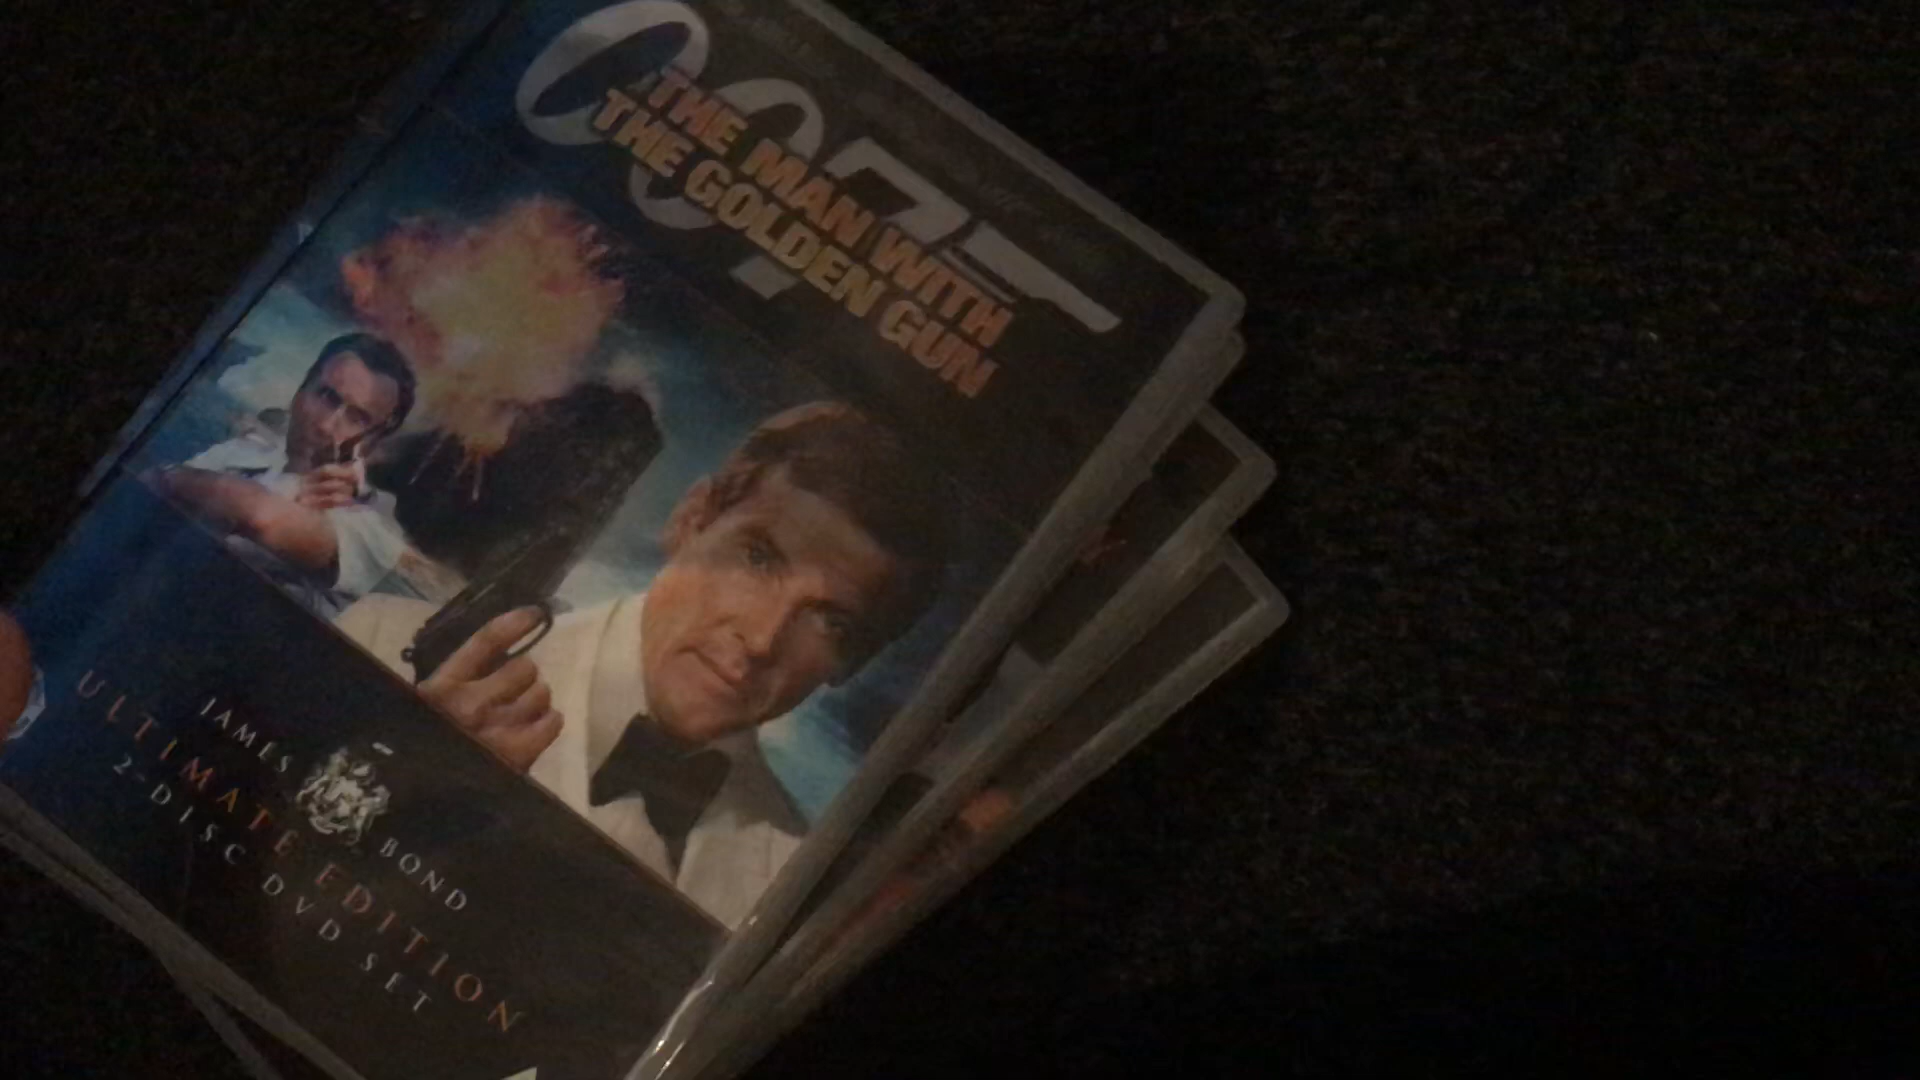 007
THE MAN WITH
THE GOLDEN GUN
JAMES BOND
ULTIMATE EDITION
2-DISC DVD SET